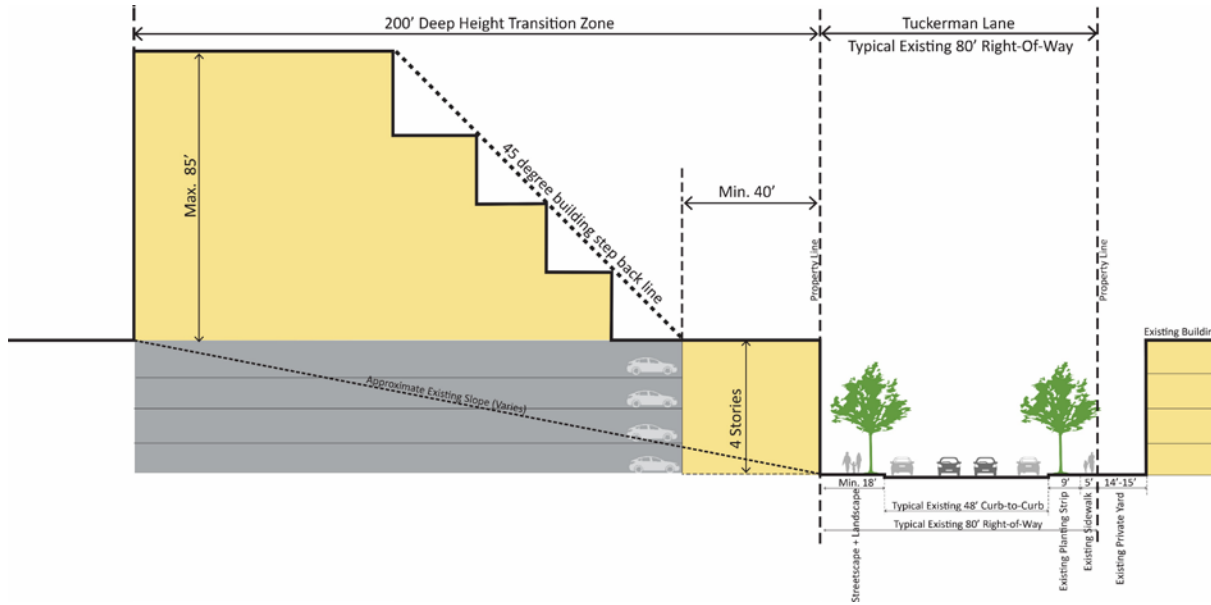 200' Deep Height Transition Zone
Tuckerman Lane
Typical Existing 80' Right-Of-Way
Max. 85'
45 degree building step back line
Min. 40'
Property Line
Property Line
Existing Buildin
Approximate Existing Slope (Varies)
4 Stories
Min. 18'
9'
5'
14'-15'
Typical Existing 48' Curb-to-Curb
Typical Existing 80' Right-of-Way
Streetscape + Landscape
Existing Planting Strip
Existing Sidewalk
Existing Private Yard